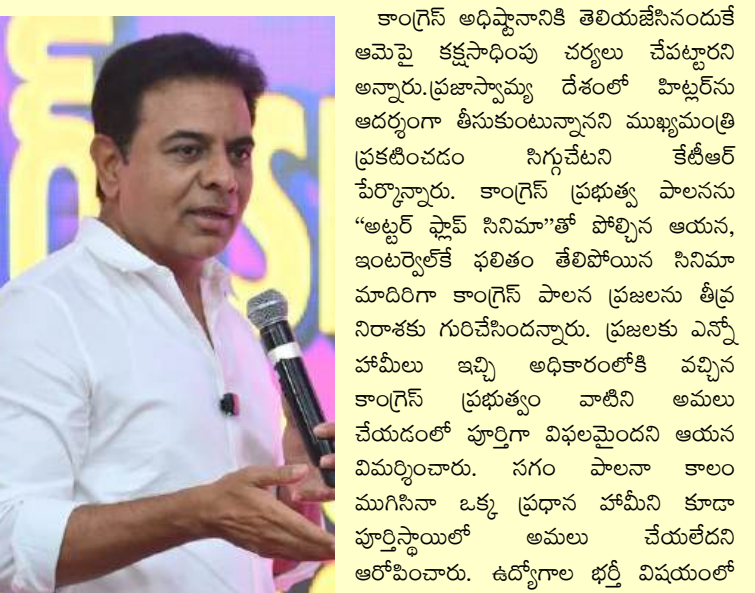 కాంగ్రెస్ అధిష్టానానికి తెలియజేసినందుకే
ఆమెపై కక్షసాధింపు చర్యలు చేపట్టారని
అన్నారు.ప్రజాస్వామ్య దేశంలో హిట్లర్‌ను
ఆదర్శంగా తీసుకుంటున్నానని ముఖ్యమంత్రి
ప్రకటించడం సిగ్గుచేటని కేటీఆర్
పేర్కొన్నారు. కాంగ్రెస్ ప్రభుత్వ పాలనను
“అట్టర్ ఫ్లాప్ సినిమా”తో పోల్చిన ఆయన,
ఇంటర్వెల్‌కే ఫలితం తేలిపోయిన సినిమా
మాదిరిగా కాంగ్రెస్ పాలన ప్రజలను తీవ్ర
నిరాశకు గురిచేసిందన్నారు. ప్రజలకు ఎన్నో
హామీలు ఇచ్చి అధికారంలోకి వచ్చిన
కాంగ్రెస్ ప్రభుత్వం వాటిని అమలు
చేయడంలో పూర్తిగా విఫలమైందని ఆయన
విమర్శించారు. సగం పాలనా కాలం
ముగిసినా ఒక్క ప్రధాన హామీని కూడా
పూర్తిస్థాయిలో అమలు చేయలేదని
ఆరోపించారు. ఉద్యోగాల భర్తీ విషయంలో